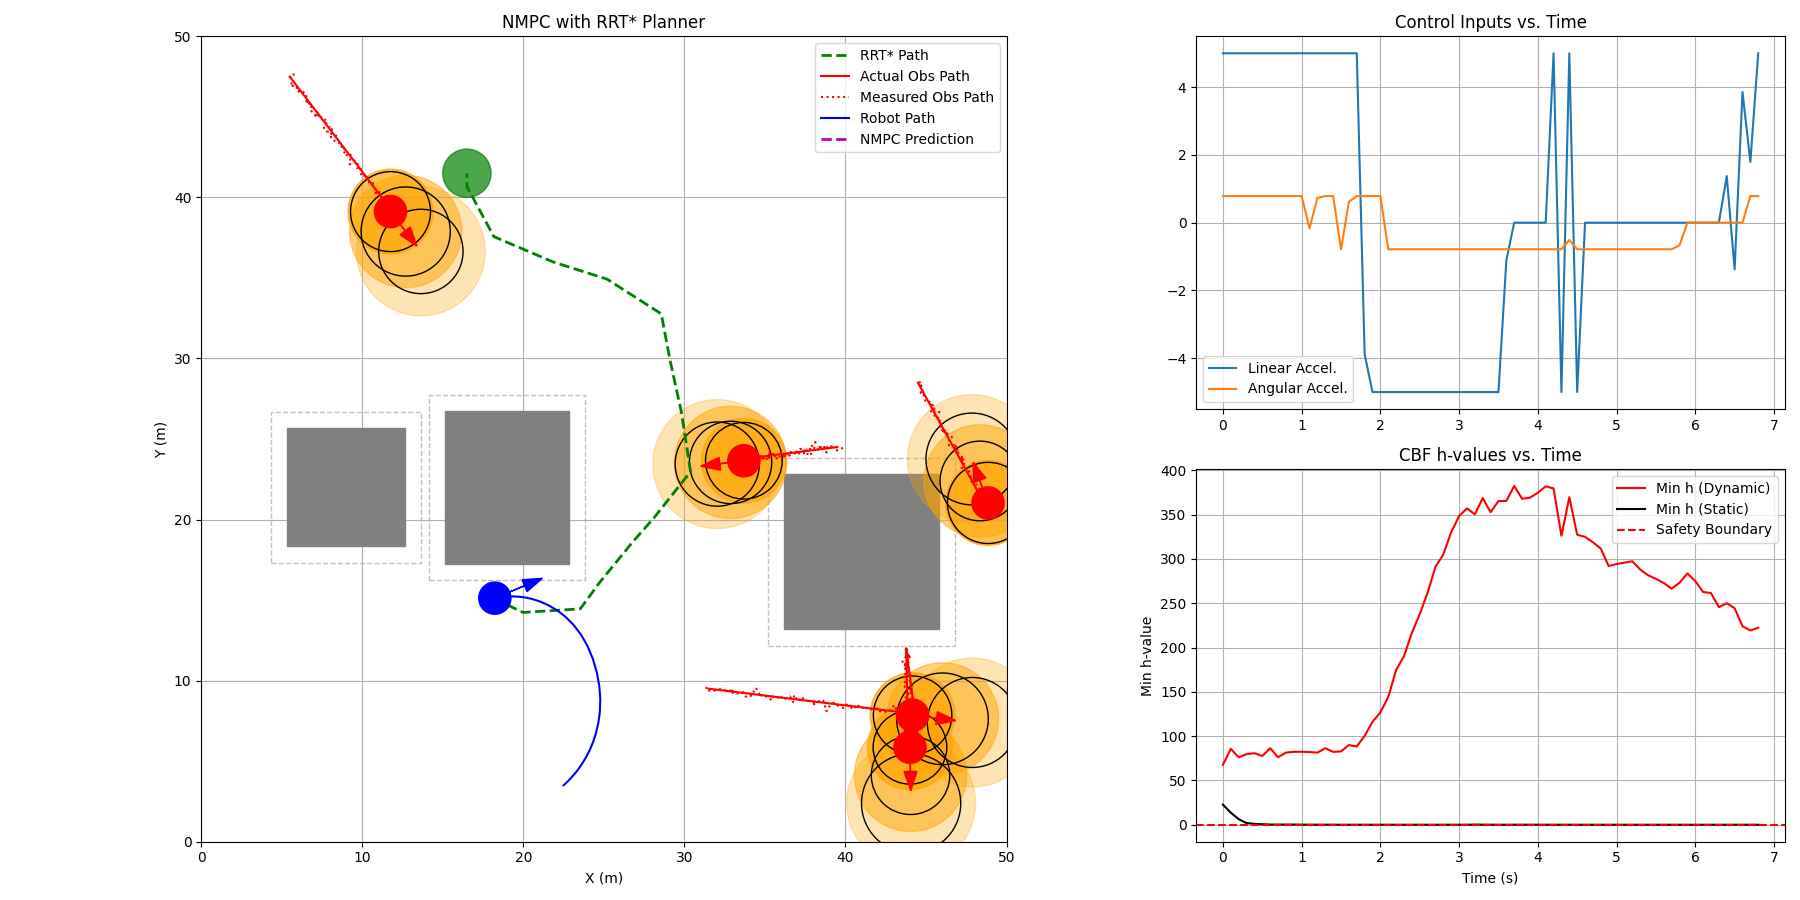 NMPC with RRT* Planner
50
40
30
20
10
0
Y (m)
0 10 20 30 40 50
X (m)
RRT* Path
Actual Obs Path
Measured Obs Path
Robot Path
NMPC Prediction
Control Inputs vs. Time
4
2
0
−2
−4
Linear Accel.
Angular Accel.
0 1 2 3 4 5 6 7
CBF h-values vs. Time
400
350
300
250
200
150
100
50
0
Min h-value
Min h (Dynamic)
Min h (Static)
Safety Boundary
0 1 2 3 4 5 6 7
Time (s)